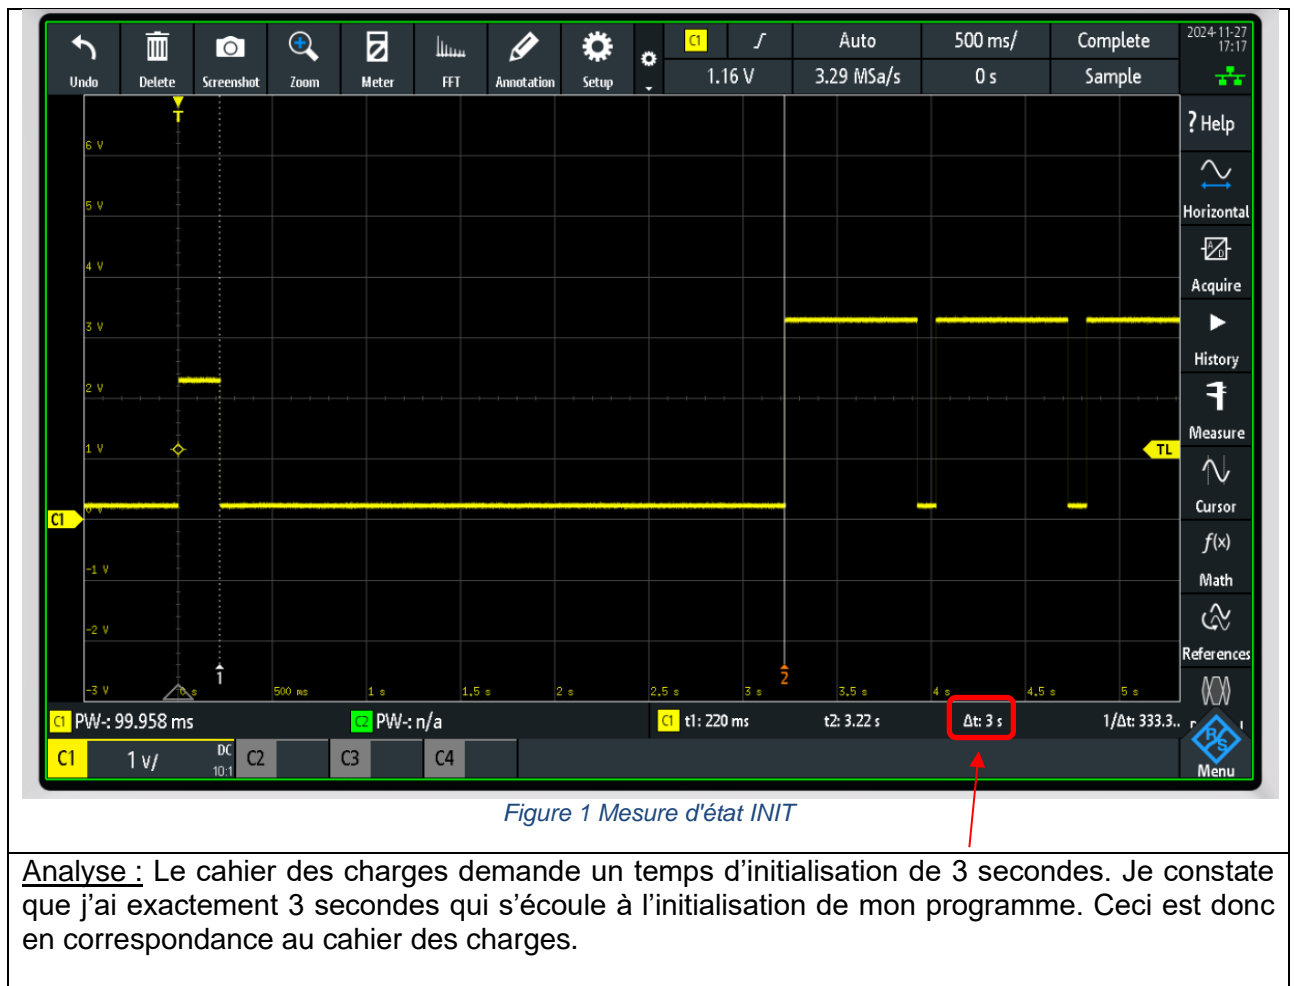 Undo Delete Screenshot Zoom Meter FFT Annotation Setup
C1 Auto 500 ms/ Complete
1.16 V 3.29 MSa/s 0 s Sample
2024-11-27
17:17
? Help
Horizontal
Acquire
History
Measure
Cursor
f(x)
Math
References
Menu
T
6 V
5 V
4 V
3 V
2 V
1 V
TL
C1
0 V
-1 V
-2 V
-3 V
1 2
0 s 500 ms 1 s 1.5 s 2 s 2.5 s 3 s 3.5 s 4 s 4.5 s 5 s
C1 PW-: 99.958 ms C2 PW-: n/a C1 t1: 220 ms t2: 3.22 s Δt: 3 s 1/Δt: 333.3..
C1 1 V/ DC 10:1 C2 C3 C4
R&S
Figure 1 Mesure d'état INIT
Analyse : Le cahier des charges demande un temps d’initialisation de 3 secondes. Je constate
que j’ai exactement 3 secondes qui s’écoule à l’initialisation de mon programme. Ceci est donc
en correspondance au cahier des charges.